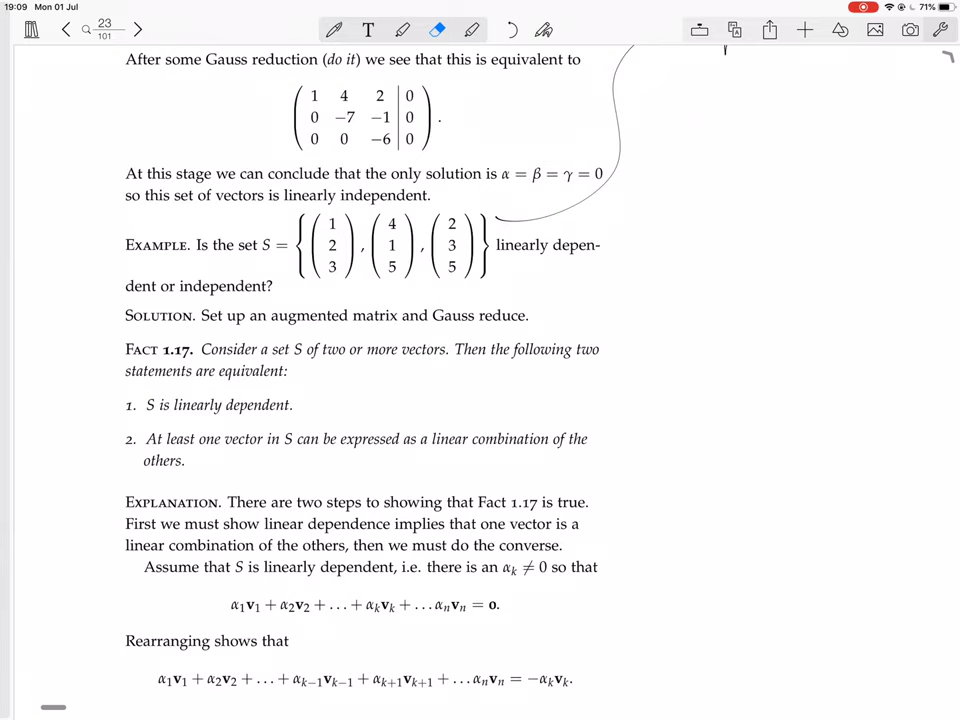 19:09 Mon 01 Jul
71%
23
101
T
After some Gauss reduction (do it) we see that this is equivalent to
1 4 2 | 0
0 −7 −1 | 0
0 0 −6 | 0 .
At this stage we can conclude that the only solution is α = β = γ = 0
so this set of vectors is linearly independent.
EXAMPLE. Is the set S = { (1 2 3), (4 1 5), (2 3 5) } linearly depen-
dent or independent?
SOLUTION. Set up an augmented matrix and Gauss reduce.
FACT 1.17. Consider a set S of two or more vectors. Then the following two
statements are equivalent:
1. S is linearly dependent.
2. At least one vector in S can be expressed as a linear combination of the
others.
EXPLANATION. There are two steps to showing that Fact 1.17 is true.
First we must show linear dependence implies that one vector is a
linear combination of the others, then we must do the converse.
Assume that S is linearly dependent, i.e. there is an αₖ ≠ 0 so that
α₁v₁ + α₂v₂ + . . . + αₖvₖ + . . . αₙvₙ = 0.
Rearranging shows that
α₁v₁ + α₂v₂ + . . . + αₖ₋₁vₖ₋₁ + αₖ₊₁vₖ₊₁ + . . . αₙvₙ = −αₖvₖ.